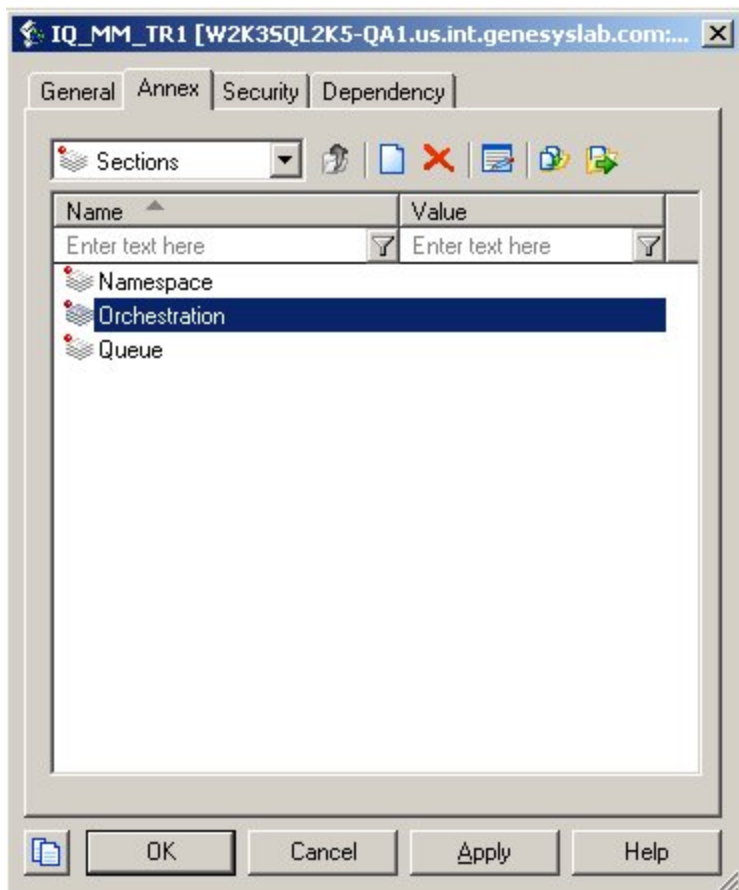 IQ_MM_TR1 [W2K3SQL2K5-QA1.us.int.genesyslab.com:...
General Annex Security Dependency
Sections
Name Value
Enter text here Enter text here
Namespace
Orchestration
Queue
OK Cancel Apply Help